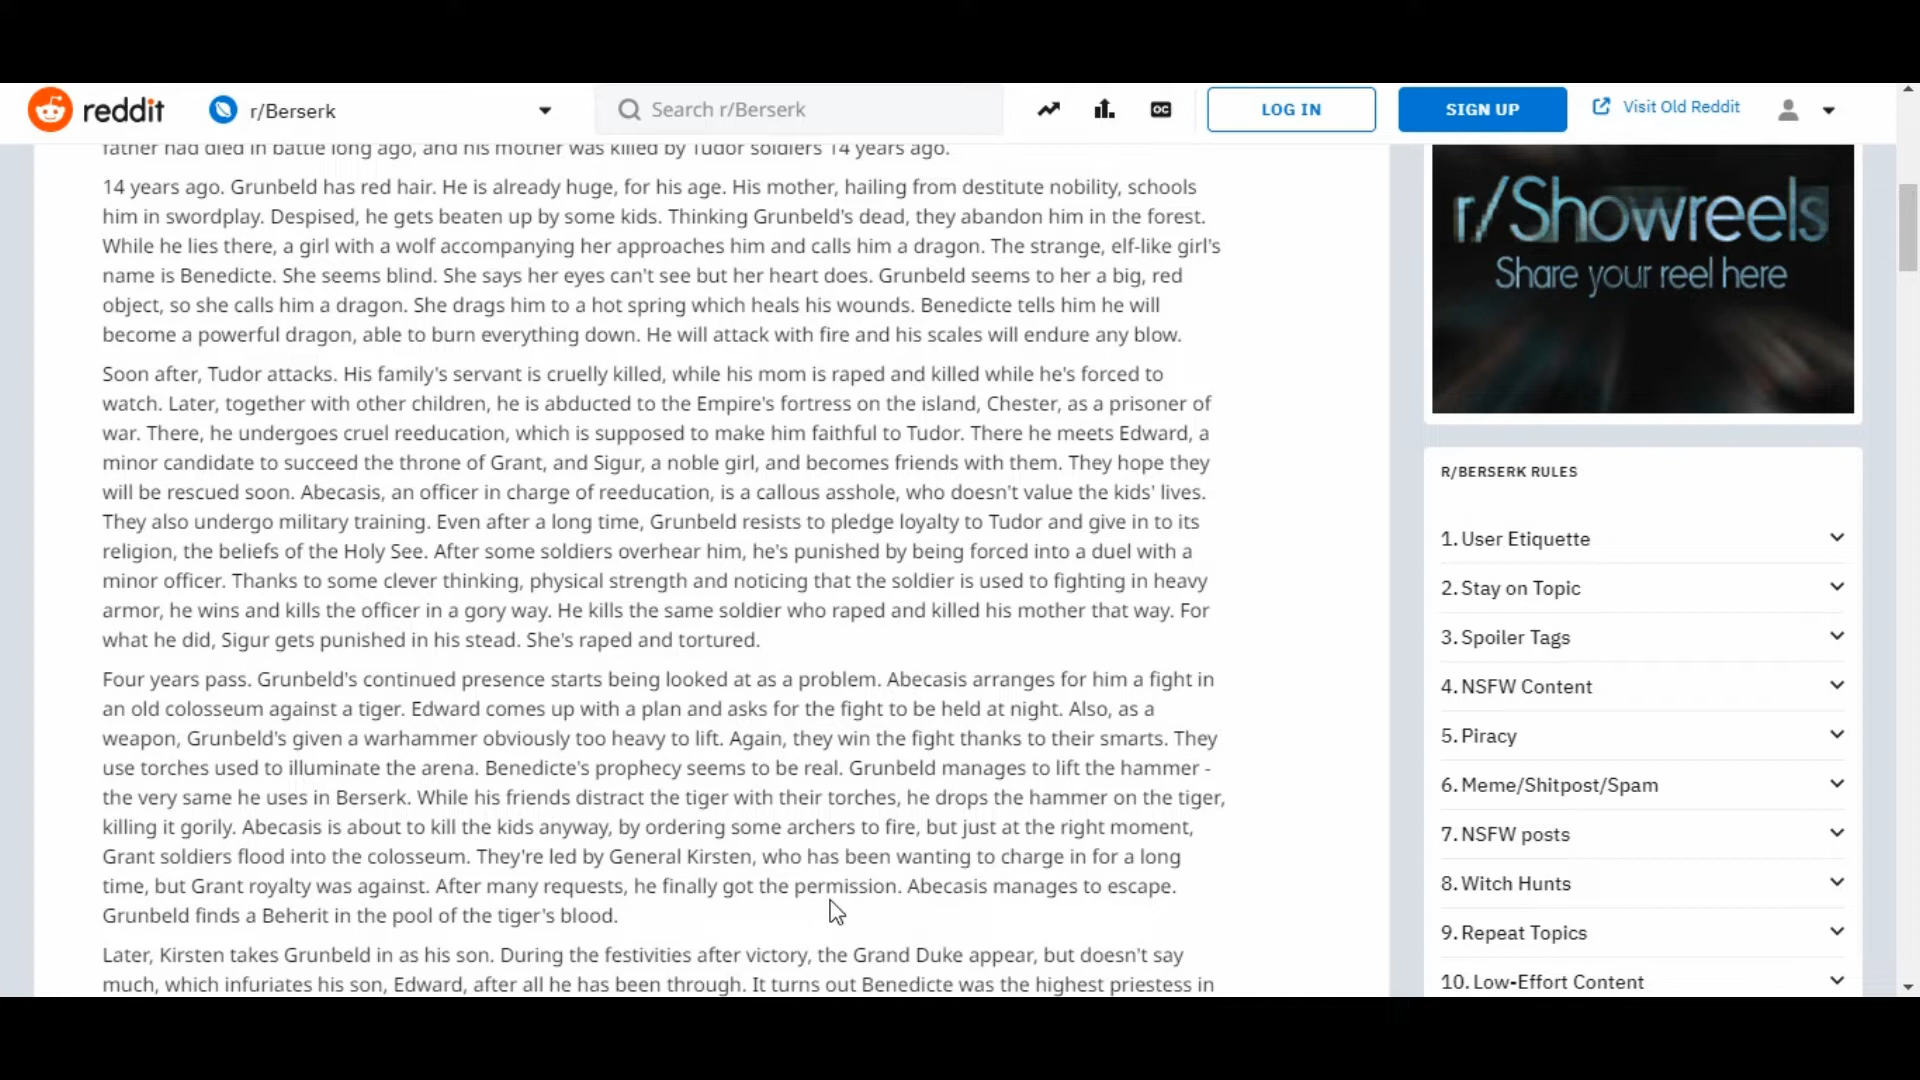 reddit
r/Berserk
Search r/Berserk
LOG IN
SIGN UP
Visit Old Reddit
father had died in battle long ago, and his mother was killed by Tudor soldiers 14 years ago.
14 years ago. Grunbeld has red hair. He is already huge, for his age. His mother, hailing from destitute nobility, schools
him in swordplay. Despised, he gets beaten up by some kids. Thinking Grunbeld's dead, they abandon him in the forest.
While he lies there, a girl with a wolf accompanying her approaches him and calls him a dragon. The strange, elf-like girl's
name is Benedicte. She seems blind. She says her eyes can't see but her heart does. Grunbeld seems to her a big, red
object, so she calls him a dragon. She drags him to a hot spring which heals his wounds. Benedicte tells him he will
become a powerful dragon, able to burn everything down. He will attack with fire and his scales will endure any blow.
Soon after, Tudor attacks. His family's servant is cruelly killed, while his mom is raped and killed while he's forced to
watch. Later, together with other children, he is abducted to the Empire's fortress on the island, Chester, as a prisoner of
war. There, he undergoes cruel reeducation, which is supposed to make him faithful to Tudor. There he meets Edward, a
minor candidate to succeed the throne of Grant, and Sigur, a noble girl, and becomes friends with them. They hope they
will be rescued soon. Abecasis, an officer in charge of reeducation, is a callous asshole, who doesn't value the kids' lives.
They also undergo military training. Even after a long time, Grunbeld resists to pledge loyalty to Tudor and give in to its
religion, the beliefs of the Holy See. After some soldiers overhear him, he's punished by being forced into a duel with a
minor officer. Thanks to some clever thinking, physical strength and noticing that the soldier is used to fighting in heavy
armor, he wins and kills the officer in a gory way. He kills the same soldier who raped and killed his mother that way. For
what he did, Sigur gets punished in his stead. She's raped and tortured.
Four years pass. Grunbeld's continued presence starts being looked at as a problem. Abecasis arranges for him a fight in
an old colosseum against a tiger. Edward comes up with a plan and asks for the fight to be held at night. Also, as a
weapon, Grunbeld's given a warhammer obviously too heavy to lift. Again, they win the fight thanks to their smarts. They
use torches used to illuminate the arena. Benedicte's prophecy seems to be real. Grunbeld manages to lift the hammer -
the very same he uses in Berserk. While his friends distract the tiger with their torches, he drops the hammer on the tiger,
killing it gorily. Abecasis is about to kill the kids anyway, by ordering some archers to fire, but just at the right moment,
Grant soldiers flood into the colosseum. They're led by General Kirsten, who has been wanting to charge in for a long
time, but Grant royalty was against. After many requests, he finally got the permission. Abecasis manages to escape.
Grunbeld finds a Beherit in the pool of the tiger's blood.
Later, Kirsten takes Grunbeld in as his son. During the festivities after victory, the Grand Duke appear, but doesn't say
much, which infuriates his son, Edward, after all he has been through. It turns out Benedicte was the highest priestess in
r/Showreels
Share your reel here
R/BERSERK RULES
1. User Etiquette
2. Stay on Topic
3. Spoiler Tags
4. NSFW Content
5. Piracy
6. Meme/Shitpost/Spam
7. NSFW posts
8. Witch Hunts
9. Repeat Topics
10. Low-Effort Content